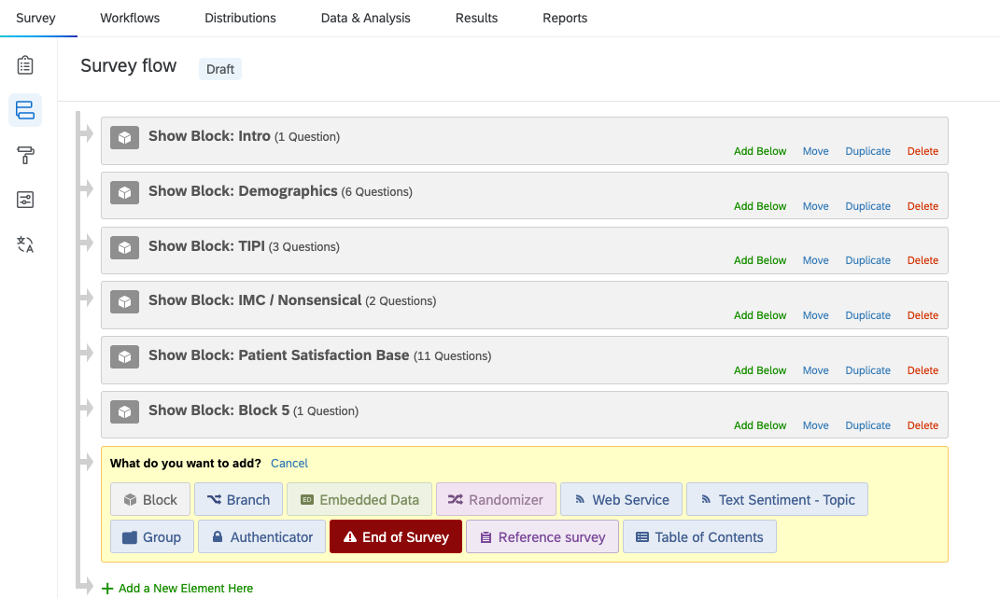 Survey Workflows Distributions Data & Analysis Results Reports
Survey flow Draft
Show Block: Intro (1 Question)
Add Below Move Duplicate Delete
Show Block: Demographics (6 Questions)
Add Below Move Duplicate Delete
Show Block: TIPI (3 Questions)
Add Below Move Duplicate Delete
Show Block: IMC / Nonsensical (2 Questions)
Add Below Move Duplicate Delete
Show Block: Patient Satisfaction Base (11 Questions)
Add Below Move Duplicate Delete
Show Block: Block 5 (1 Question)
Add Below Move Duplicate Delete
What do you want to add? Cancel
Block Branch ED Embedded Data Randomizer Web Service Text Sentiment - Topic
Group Authenticator End of Survey Reference survey Table of Contents
Add a New Element Here